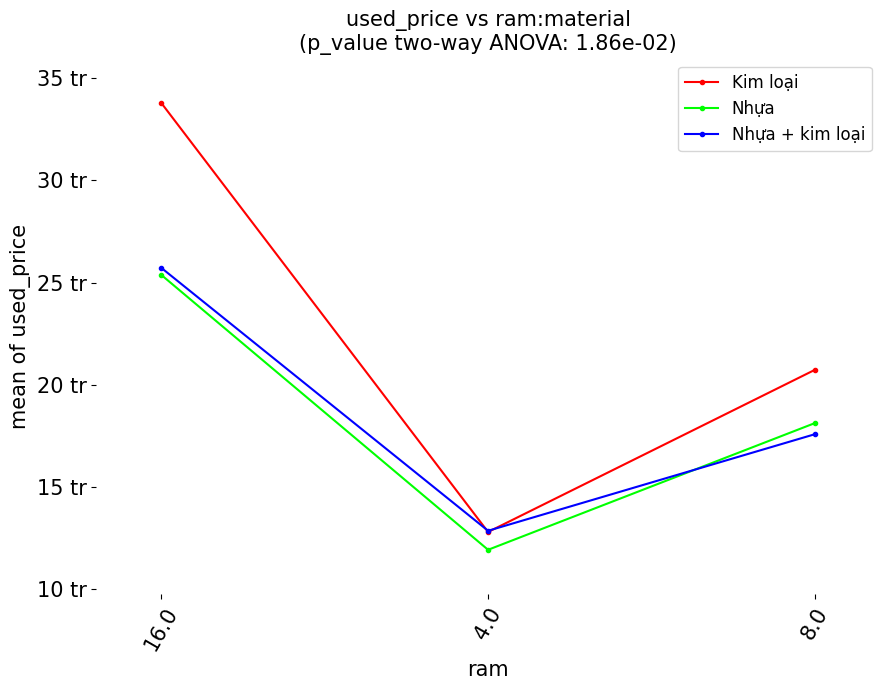 used_price vs ram:material
(p_value two-way ANOVA: 1.86e-02)
Kim loại
Nhựa
Nhựa + kim loại
35 tr
30 tr
25 tr
20 tr
15 tr
10 tr
mean of used_price
16.0
4.0
8.0
ram